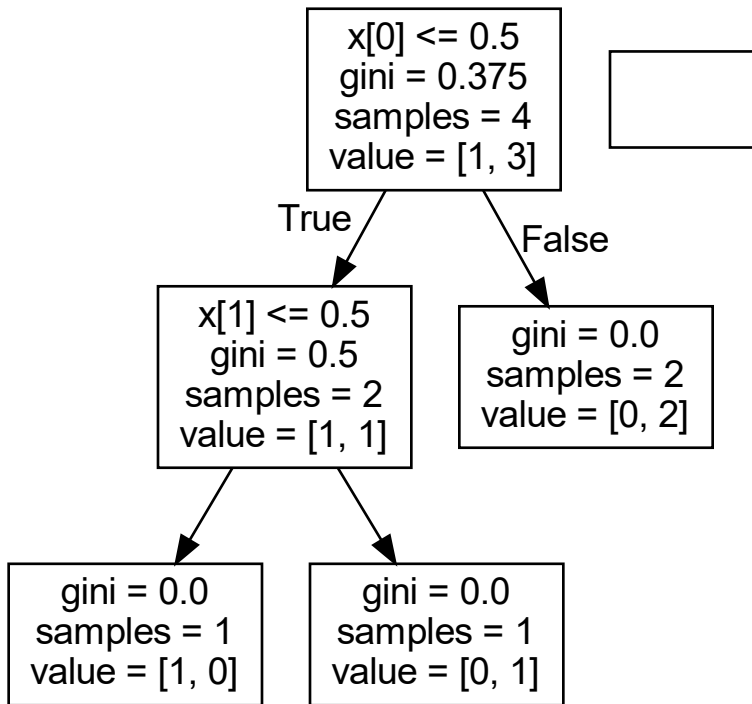 x[0] <= 0.5
gini = 0.375
samples = 4
value = [1, 3]
True
False
x[1] <= 0.5
gini = 0.5
samples = 2
value = [1, 1]
gini = 0.0
samples = 2
value = [0, 2]
gini = 0.0
samples = 1
value = [1, 0]
gini = 0.0
samples = 1
value = [0, 1]